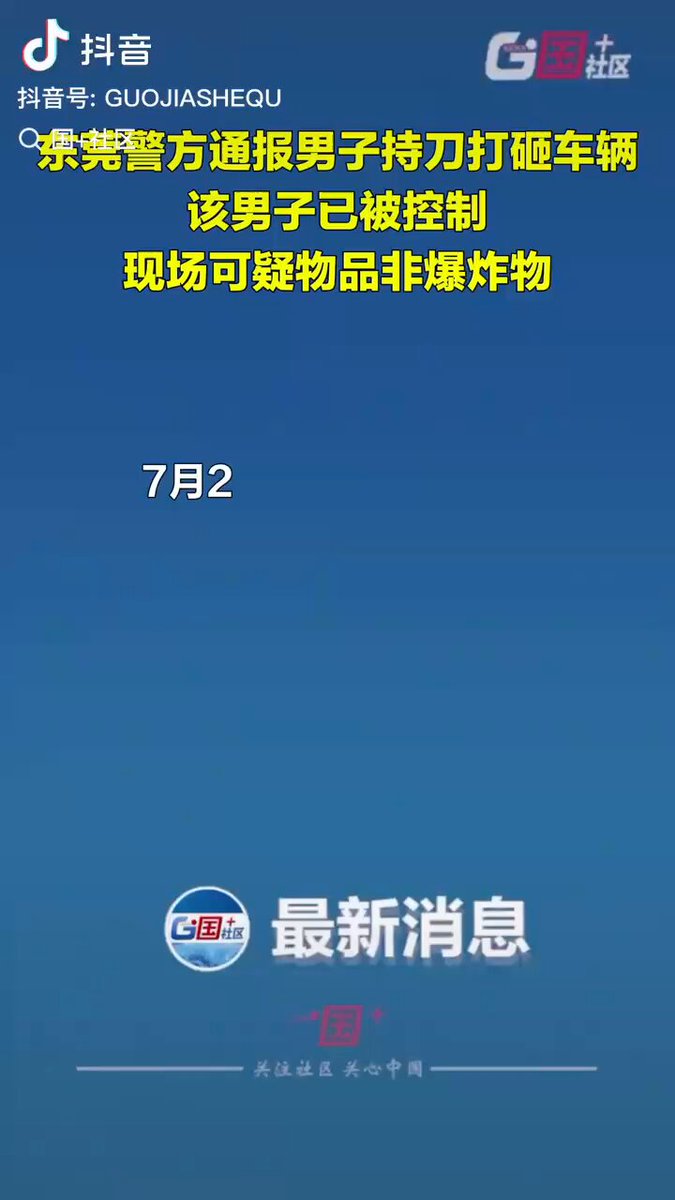 抖音
抖音号: GUOJIASHEQU
G国+社区
国+社区
东莞警方通报男子持刀打砸车辆
该男子已被控制
现场可疑物品非爆炸物
7月2
G国+社区
最新消息
国+
关注社区 关心中国